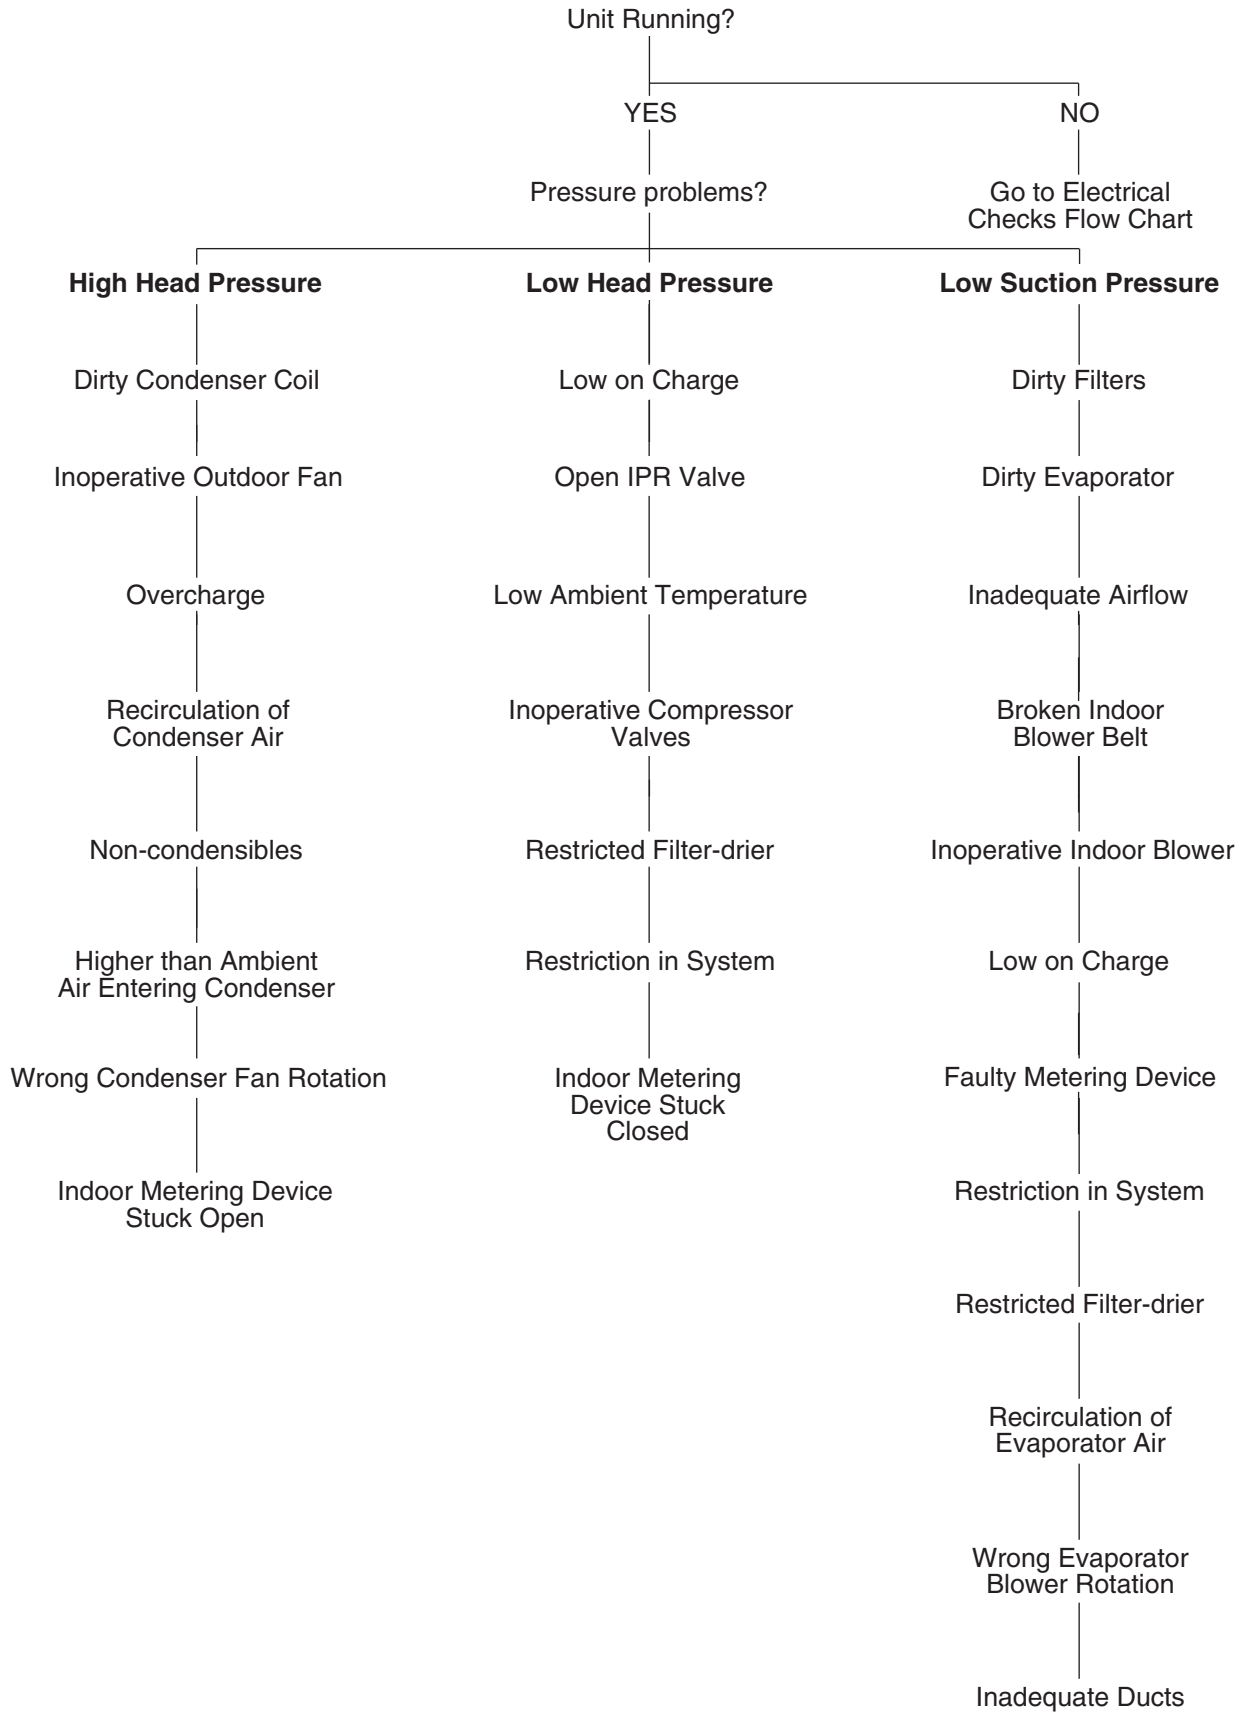 Unit Running?
YES
NO
Pressure problems?
Go to Electrical
Checks Flow Chart
High Head Pressure
Low Head Pressure
Low Suction Pressure
Dirty Condenser Coil
Low on Charge
Dirty Filters
Inoperative Outdoor Fan
Open IPR Valve
Dirty Evaporator
Overcharge
Low Ambient Temperature
Inadequate Airflow
Recirculation of
Condenser Air
Inoperative Compressor
Valves
Broken Indoor
Blower Belt
Non-condensibles
Restricted Filter-drier
Inoperative Indoor Blower
Higher than Ambient
Air Entering Condenser
Restriction in System
Low on Charge
Wrong Condenser Fan Rotation
Indoor Metering
Device Stuck
Closed
Faulty Metering Device
Indoor Metering Device
Stuck Open
Restriction in System
Restricted Filter-drier
Recirculation of
Evaporator Air
Wrong Evaporator
Blower Rotation
Inadequate Ducts